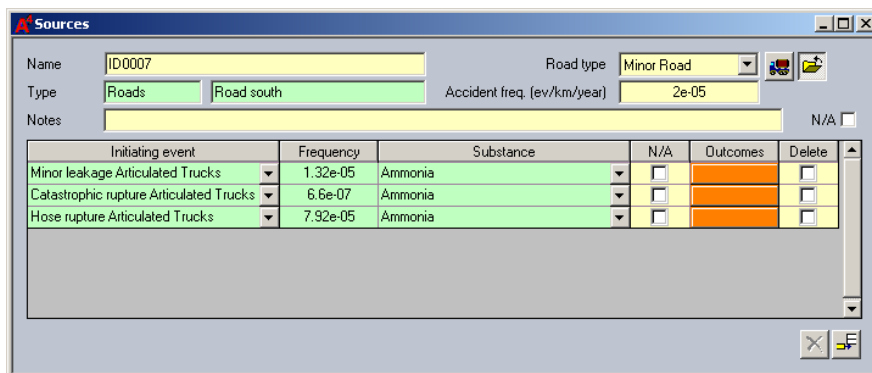 Sources
Name ID0007 Road type Minor Road
Type Roads Road south Accident freq. (ev/km/year) 2e-05
Notes N/A
Initiating event Frequency Substance N/A Outcomes Delete
Minor leakage Articulated Trucks 1.32e-05 Ammonia
Catastrophic rupture Articulated Trucks 6.6e-07 Ammonia
Hose rupture Articulated Trucks 7.92e-05 Ammonia